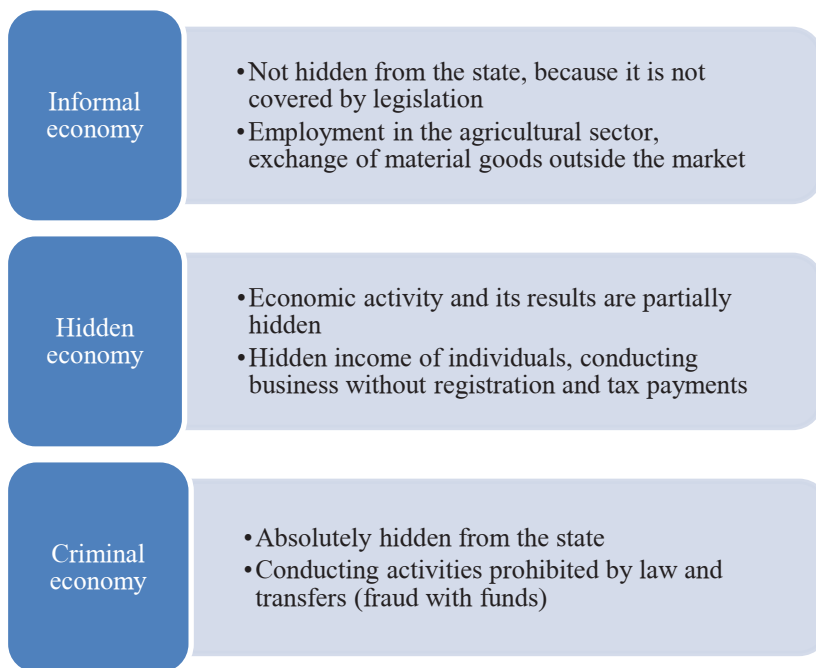 Informal
economy
•Not hidden from the state, because it is not
covered by legislation
•Employment in the agricultural sector,
exchange of material goods outside the market
Hidden
economy
•Economic activity and its results are partially
hidden
•Hidden income of individuals, conducting
business without registration and tax payments
Criminal
economy
•Absolutely hidden from the state
•Conducting activities prohibited by law and
transfers (fraud with funds)